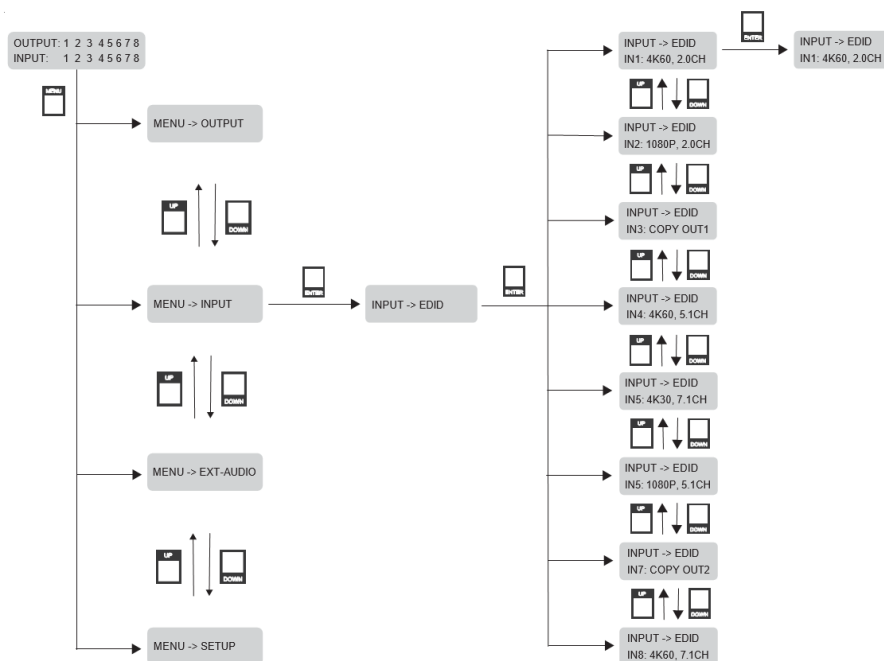 OUTPUT: 1 2 3 4 5 6 7 8
INPUT: 1 2 3 4 5 6 7 8
MENU
MENU -> OUTPUT
UP
DOWN
MENU -> INPUT
ENTER
INPUT -> EDID
ENTER
UP
DOWN
MENU -> EXT-AUDIO
UP
DOWN
MENU -> SETUP
INPUT -> EDID
IN1: 4K60, 2.0CH
ENTER
INPUT -> EDID
IN1: 4K60, 2.0CH
UP
DOWN
INPUT -> EDID
IN2: 1080P, 2.0CH
UP
DOWN
INPUT -> EDID
IN3: COPY OUT1
UP
DOWN
INPUT -> EDID
IN4: 4K60, 5.1CH
UP
DOWN
INPUT -> EDID
IN5: 4K30, 7.1CH
UP
DOWN
INPUT -> EDID
IN5: 1080P, 5.1CH
UP
DOWN
INPUT -> EDID
IN7: COPY OUT2
UP
DOWN
INPUT -> EDID
IN8: 4K60, 7.1CH